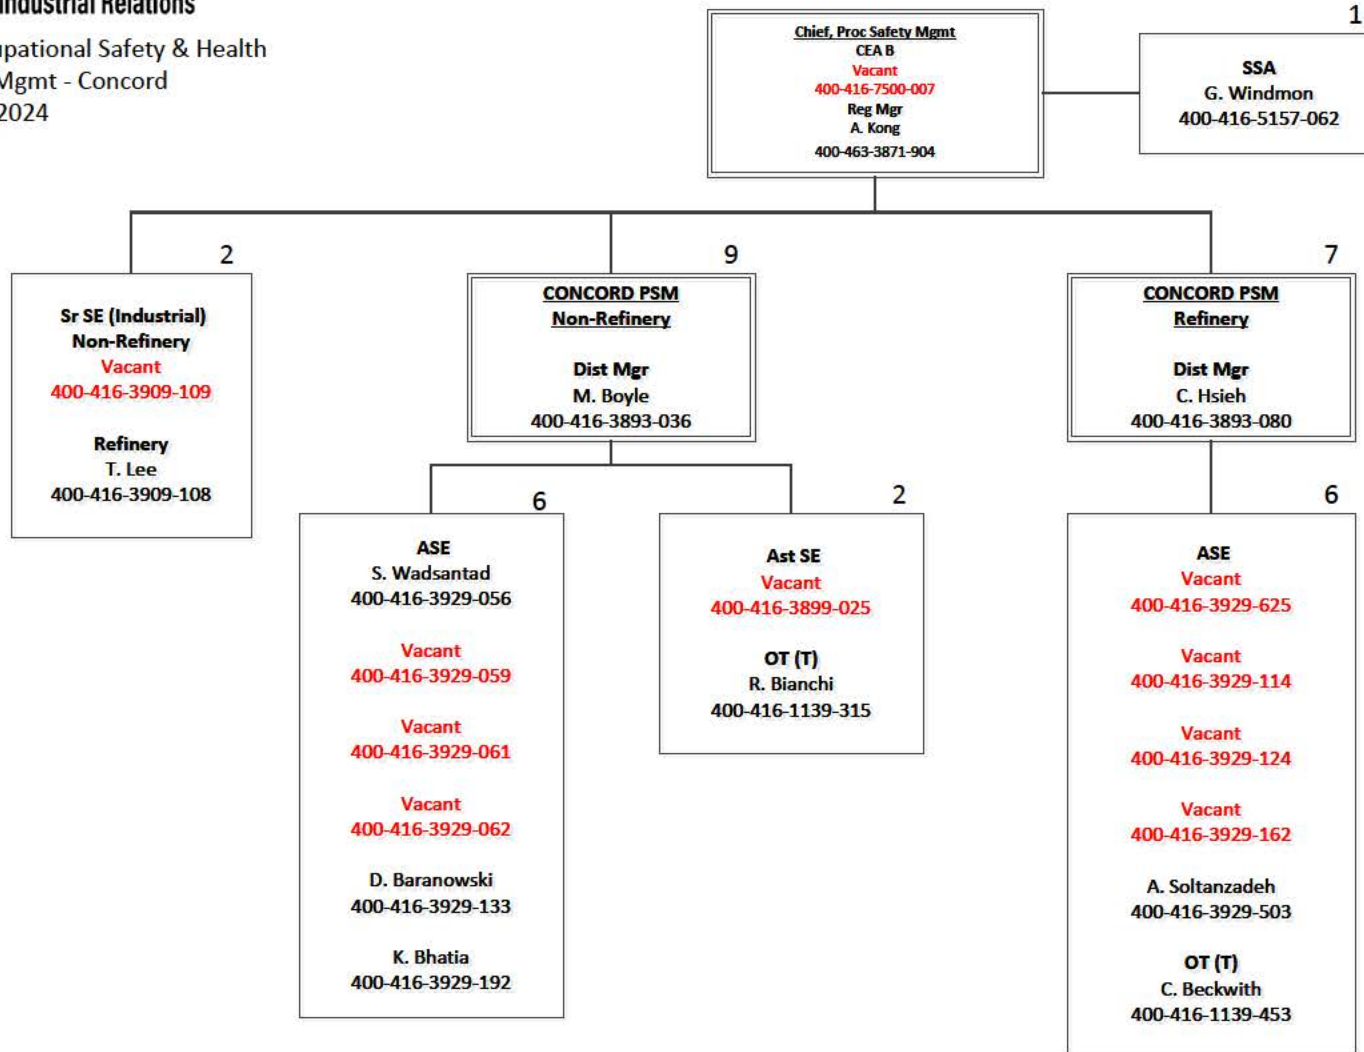 Industrial Relations
upational Safety & Health
Mgmt - Concord
2024
Chief, Proc Safety Mgmt
CEA B
Vacant
400-416-7500-007
Reg Mgr
A. Kong
400-463-3871-904
1
SSA
G. Windmon
400-416-5157-062
2
Sr SE (Industrial)
Non-Refinery
Vacant
400-416-3909-109
Refinery
T. Lee
400-416-3909-108
9
CONCORD PSM
Non-Refinery
Dist Mgr
M. Boyle
400-416-3893-036
7
CONCORD PSM
Refinery
Dist Mgr
C. Hsieh
400-416-3893-080
6
ASE
S. Wadsantad
400-416-3929-056
Vacant
400-416-3929-059
Vacant
400-416-3929-061
Vacant
400-416-3929-062
D. Baranowski
400-416-3929-133
K. Bhatia
400-416-3929-192
2
Ast SE
Vacant
400-416-3899-025
OT (T)
R. Bianchi
400-416-1139-315
6
ASE
Vacant
400-416-3929-625
Vacant
400-416-3929-114
Vacant
400-416-3929-124
Vacant
400-416-3929-162
A. Soltanzadeh
400-416-3929-503
OT (T)
C. Beckwith
400-416-1139-453